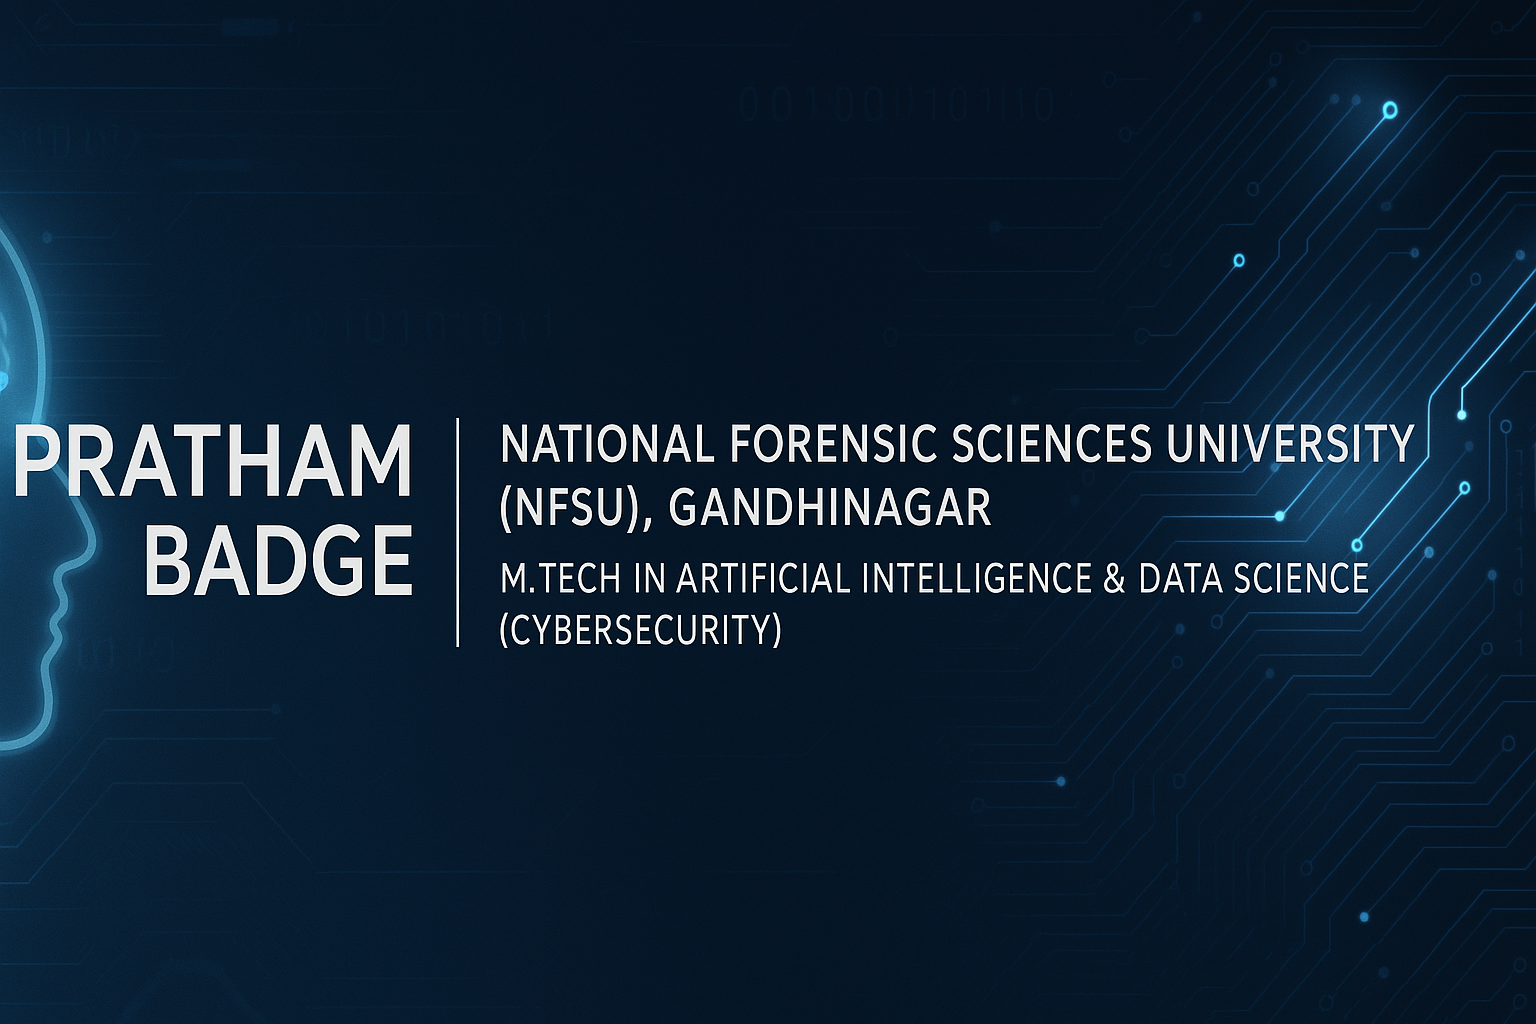 PRATHAM
BADGE
NATIONAL FORENSIC SCIENCES UNIVERSITY
(NFSU), GANDHINAGAR
M.TECH IN ARTIFICIAL INTELLIGENCE & DATA SCIENCE
(CYBERSECURITY)